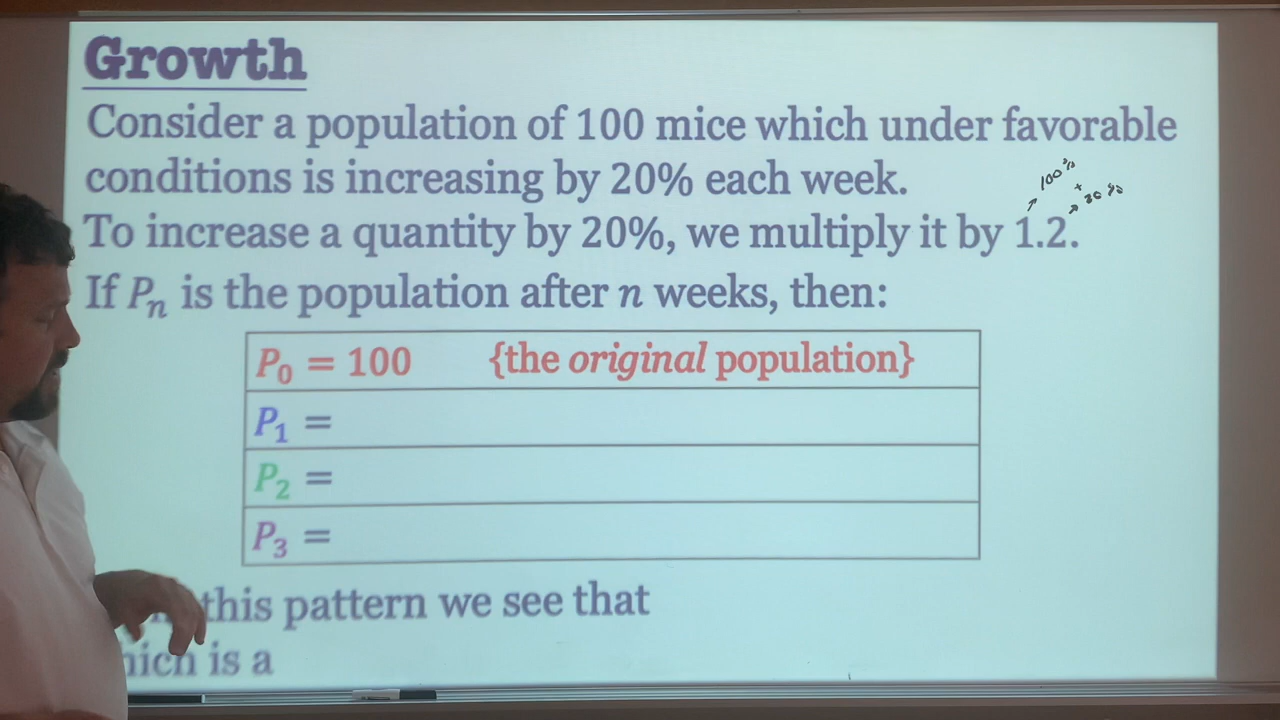 Growth
Consider a population of 100 mice which under favorable
conditions is increasing by 20% each week.
100%
+
20%
To increase a quantity by 20%, we multiply it by 1.2.
If Pₙ is the population after n weeks, then:
P₀ = 100 {the original population}
P₁ =
P₂ =
P₃ =
this pattern we see that
is a